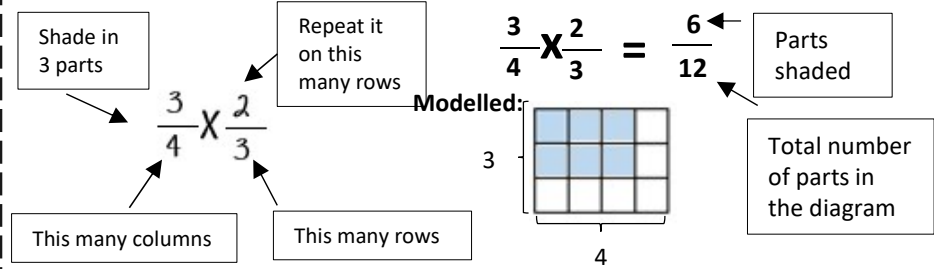 Shade in
3 parts
Repeat it
on this
many rows
3/4 X 2/3
This many columns
This many rows
3/4 X 2/3 = 6/12
Parts
shaded
Modelled:
3
4
Total number
of parts in
the diagram